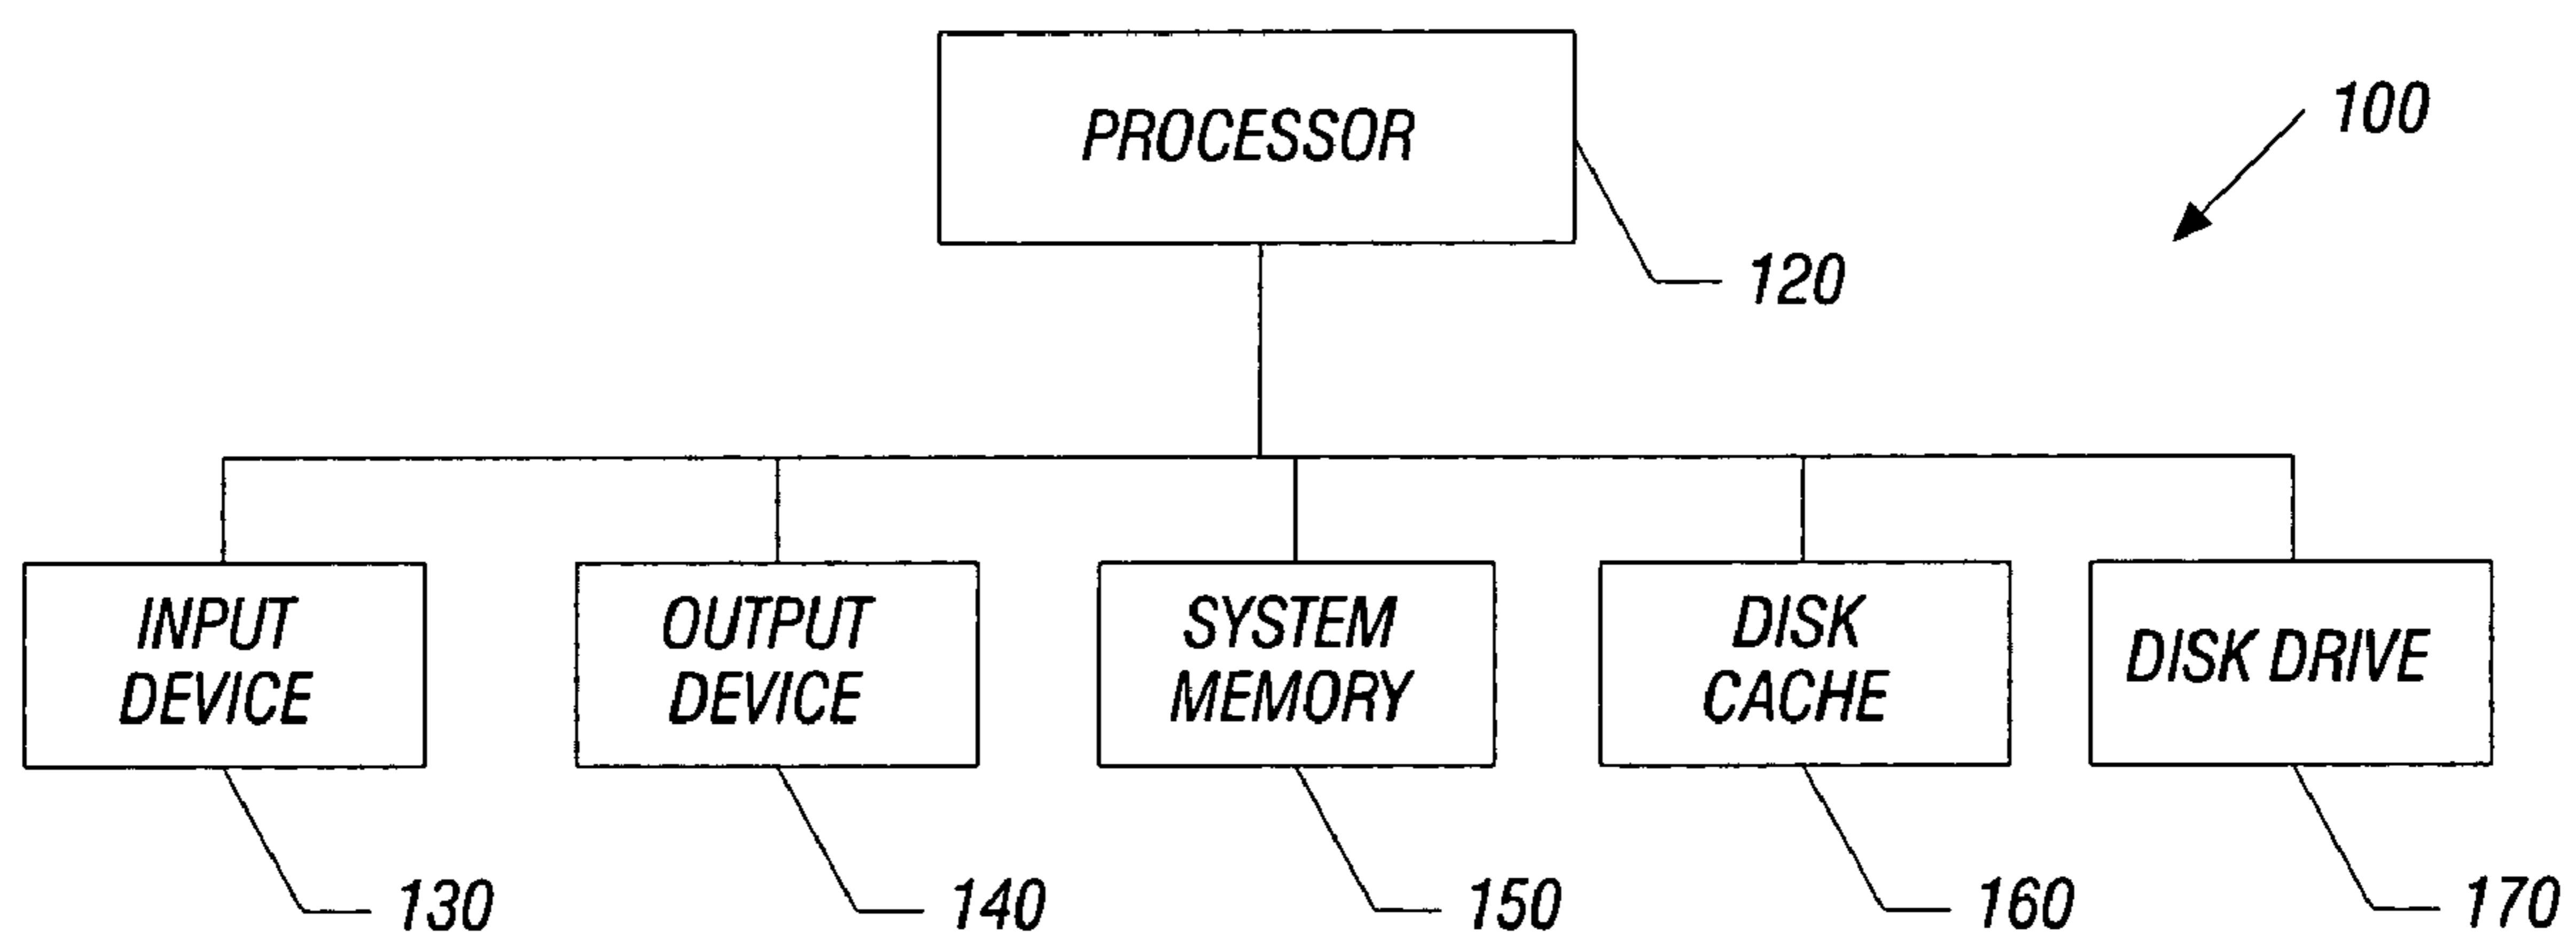 PROCESSOR
100
120
INPUT
DEVICE
OUTPUT
DEVICE
SYSTEM
MEMORY
DISK
CACHE
DISK DRIVE
130
140
150
160
170